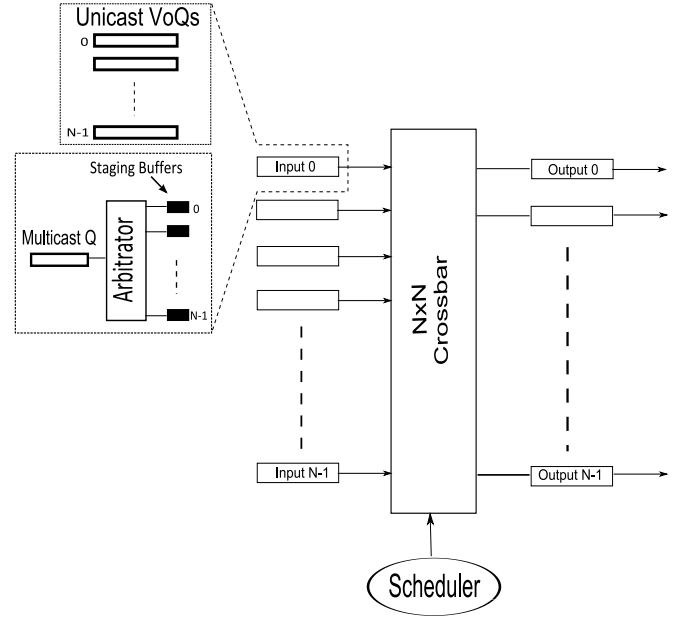 Unicast VoQs
0
N-1
Staging Buffers
0
Multicast Q
Arbitrator
N-1
Input 0
Input N-1
NxN
Crossbar
Output 0
Output N-1
Scheduler